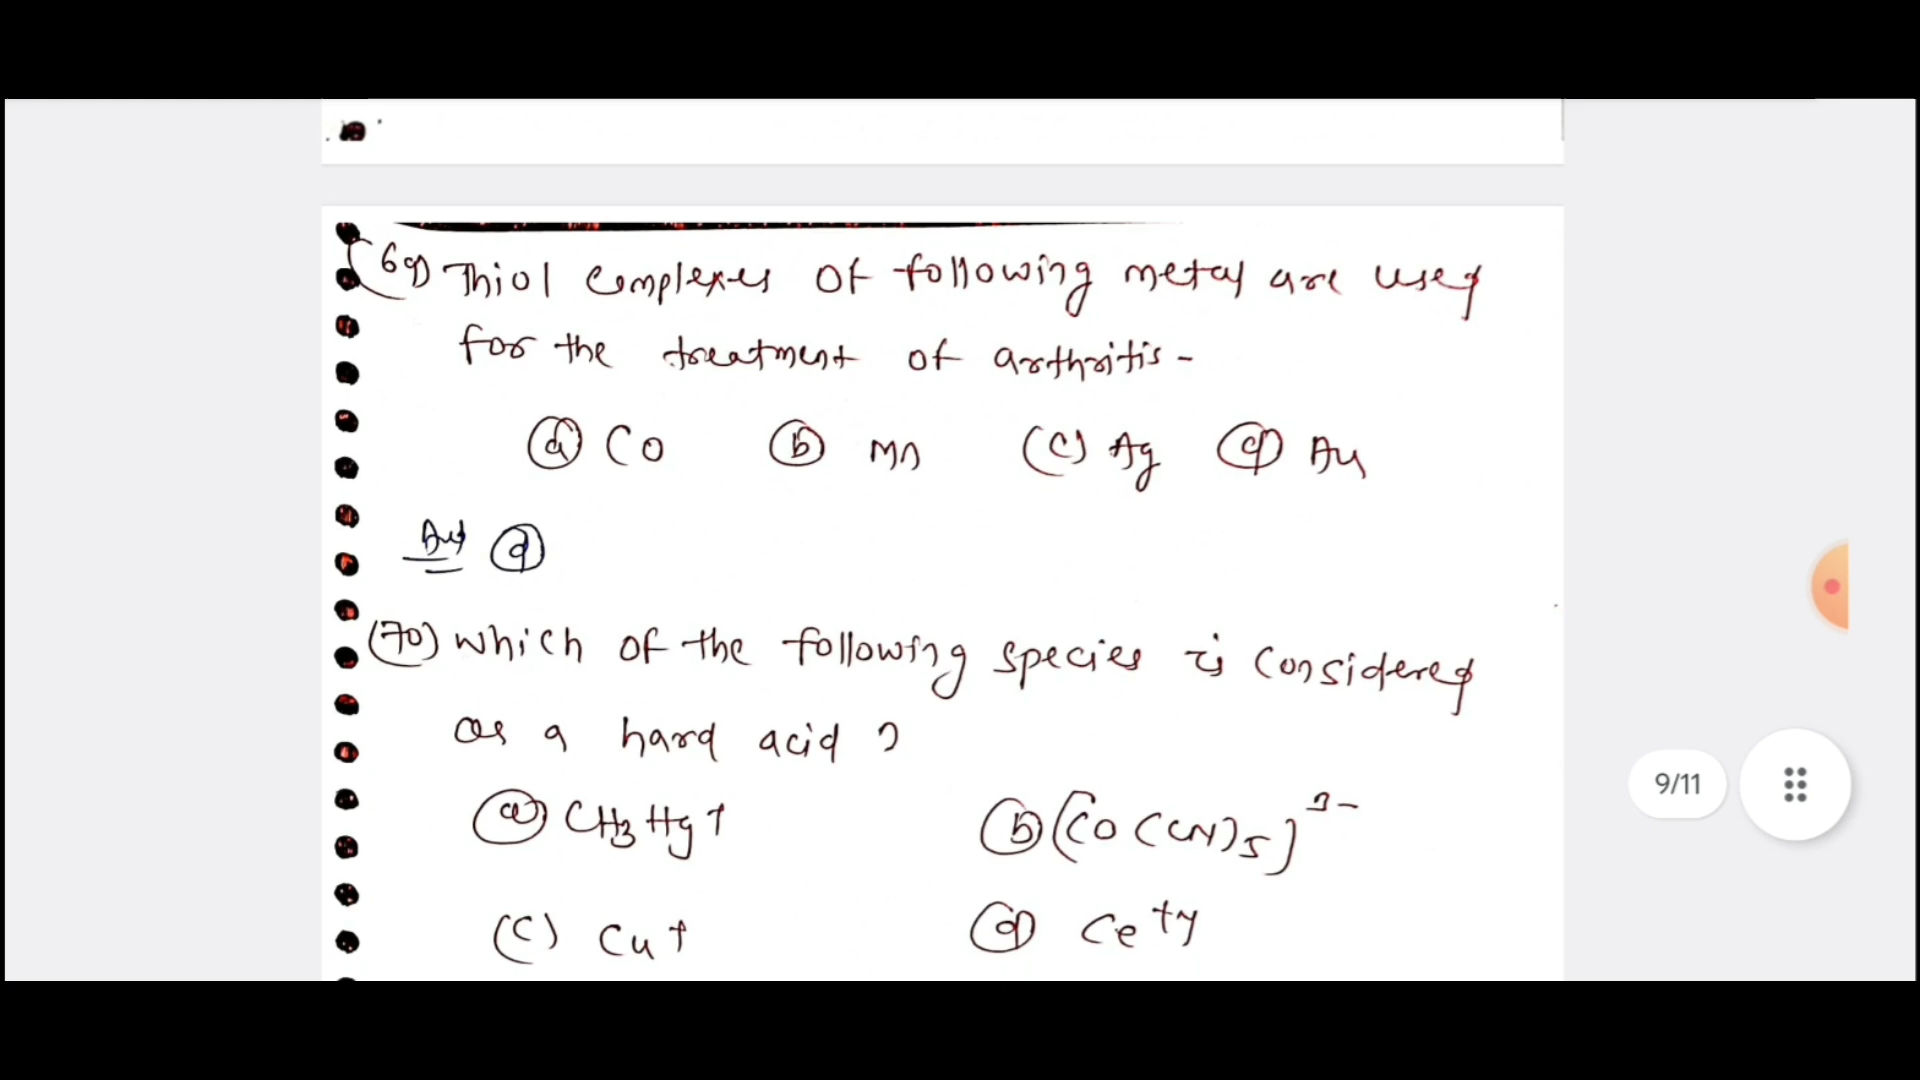 (69) Thiol complexes of following metal are used
for the treatment of arthritis -
(a) Co (b) Mn (c) Ag (d) Au
Ans (d)
(70) which of the following species is considered
as a hard acid ?
(a) CH3Hg+ (b) [Co(CN)5]3-
(c) Cu+ (d) Ce+4
9/11